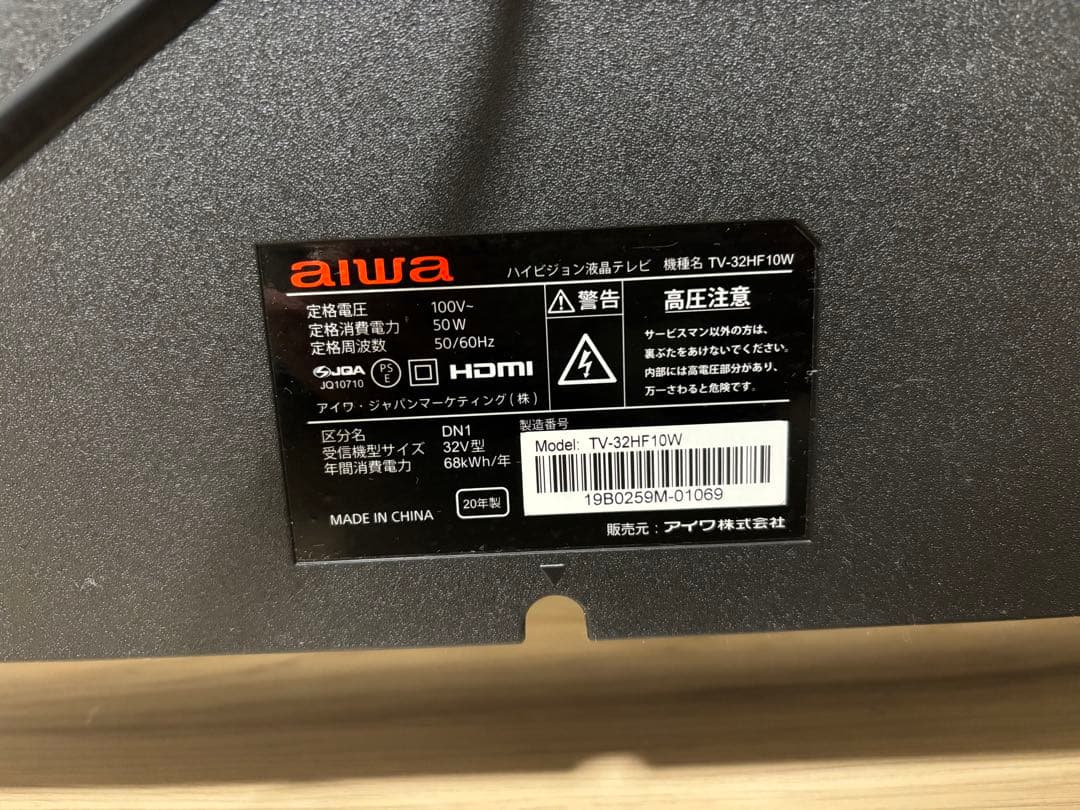 aiwa
ハイビジョン液晶テレビ 機種名 TV-32HF10W
定格電圧 100V~
定格消費電力 50W
定格周波数 50/60Hz
JQA PS E HDMI
JQ10710
アイワ・ジャパンマーケティング(株)
警告
高圧注意
サービスマン以外の方は、
裏ぶたをあけないでください。
内部には高電圧部分があり、
万一さわると危険です。
区分名 DN1
受信機型サイズ 32V型
年間消費電力 68kWh/年
製造番号
Model: TV-32HF10W
19B0259M-01069
MADE IN CHINA
20年製
販売元:アイワ株式会社